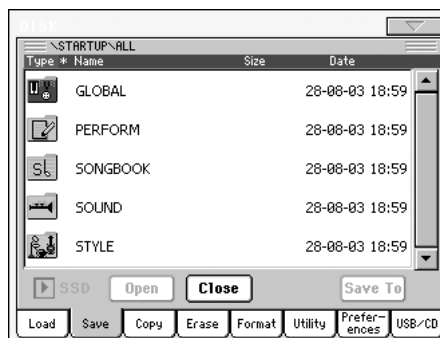 DISK
\STARTUP\ALL
Type * Name Size Date
GLOBAL 28-08-03 18:59
PERFORM 28-08-03 18:59
SONGBOOK 28-08-03 18:59
SOUND 28-08-03 18:59
STYLE 28-08-03 18:59
SSD Open Close Save To
Load Save Copy Erase Format Utility Prefer-ences USB/CD